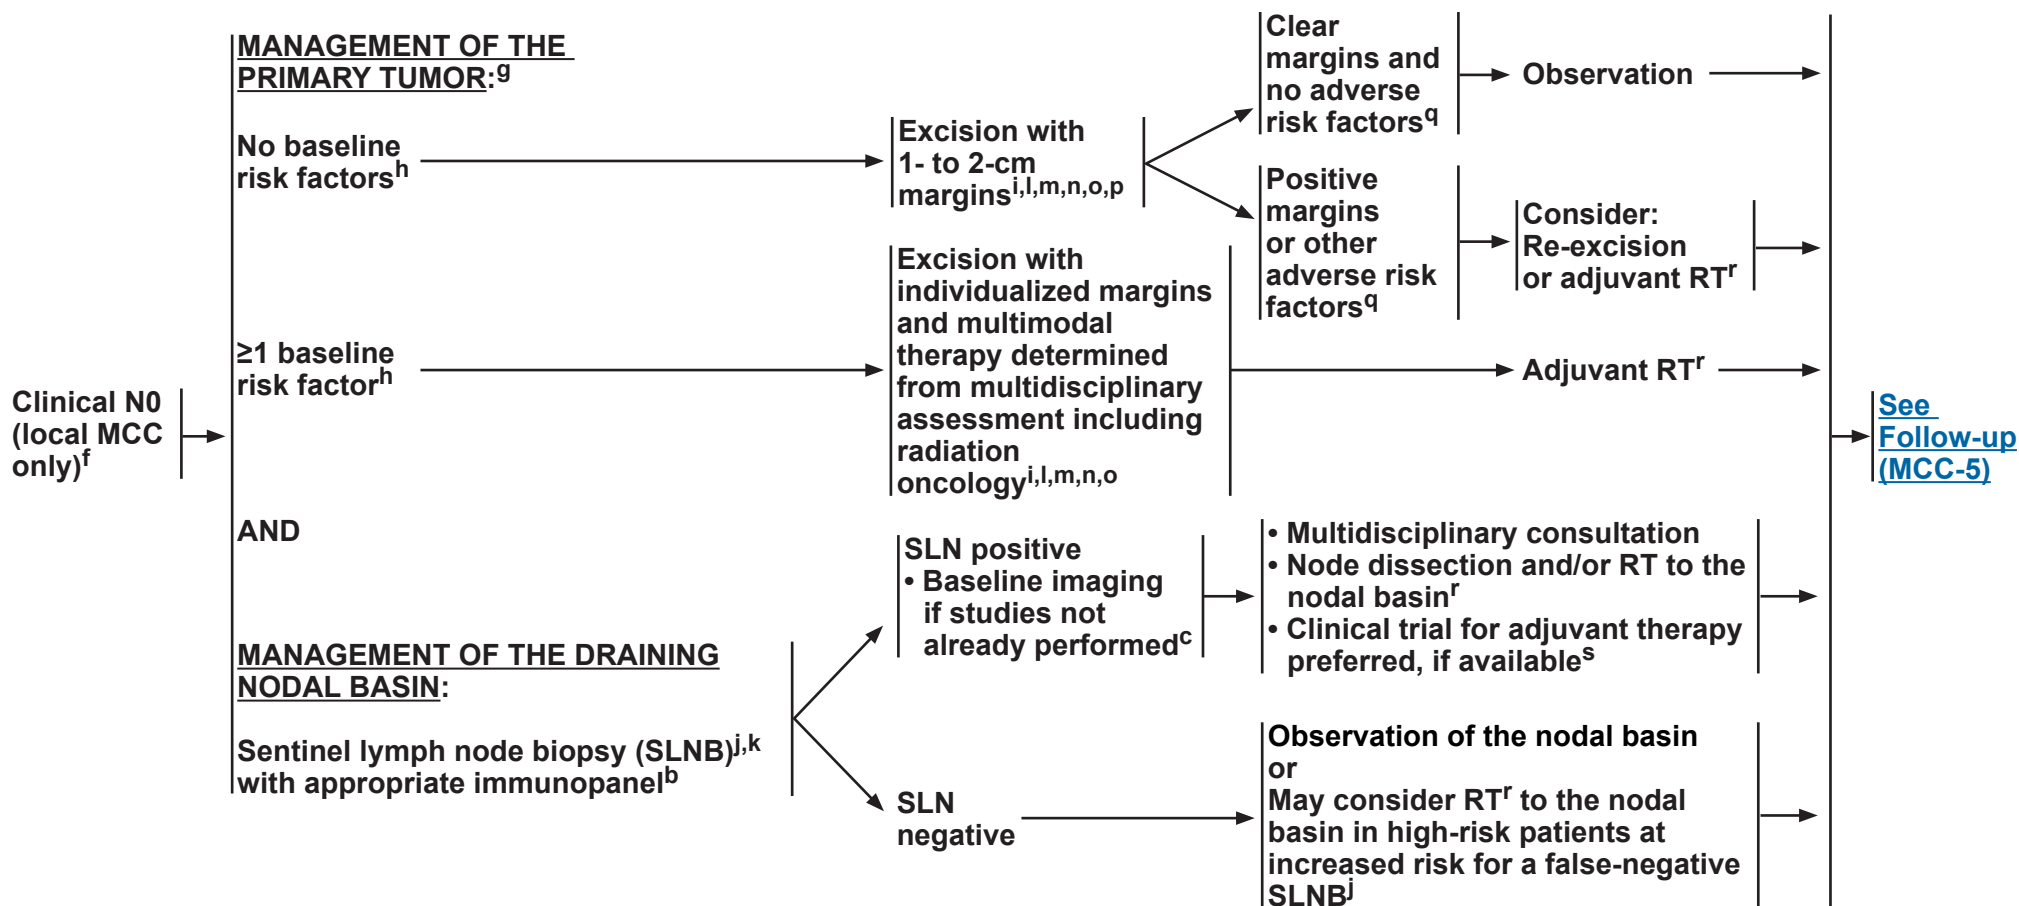 Clinical N0
(local MCC
only)f
MANAGEMENT OF THE
PRIMARY TUMOR:g
No baseline
risk factorsh
Excision with
1- to 2-cm
marginsi,l,m,n,o,p
Clear
margins and
no adverse
risk factorsq
Observation
Positive
margins
or other
adverse risk
factorsq
Consider:
Re-excision
or adjuvant RTr
≥1 baseline
risk factorh
Excision with
individualized margins
and multimodal
therapy determined
from multidisciplinary
assessment including
radiation
oncologyi,l,m,n,o
Adjuvant RTr
AND
MANAGEMENT OF THE DRAINING
NODAL BASIN:
Sentinel lymph node biopsy (SLNB)j,k
with appropriate immunopanelb
SLN positive
• Baseline imaging
if studies not
already performedc
• Multidisciplinary consultation
• Node dissection and/or RT to the
nodal basinr
• Clinical trial for adjuvant therapy
preferred, if availables
SLN
negative
Observation of the nodal basin
or
May consider RTr to the nodal
basin in high-risk patients at
increased risk for a false-negative
SLNBj
See
Follow-up
(MCC-5)